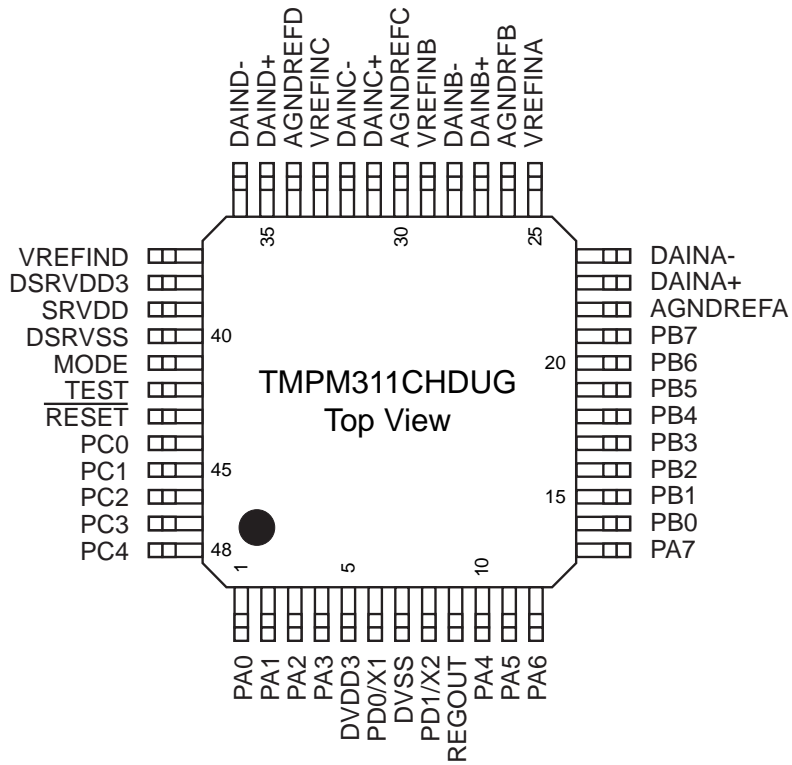 DAIND-
DAIND+
AGNDREFD
VREFINC
DAINC-
DAINC+
AGNDREFC
VREFINB
DAINB-
DAINB+
AGNDRFB
VREFINA
35
30
25
VREFIND
DSRVDD3
SRVDD
DSRVSS
MODE
TEST
RESET
PC0
PC1
PC2
PC3
PC4
40
45
48
TMPM311CHDUG
Top View
20
15
DAINA-
DAINA+
AGNDREFA
PB7
PB6
PB5
PB4
PB3
PB2
PB1
PB0
PA7
1
5
10
PA0
PA1
PA2
PA3
DVDD3
PD0/X1
DVSS
PD1/X2
REGOUT
PA4
PA5
PA6